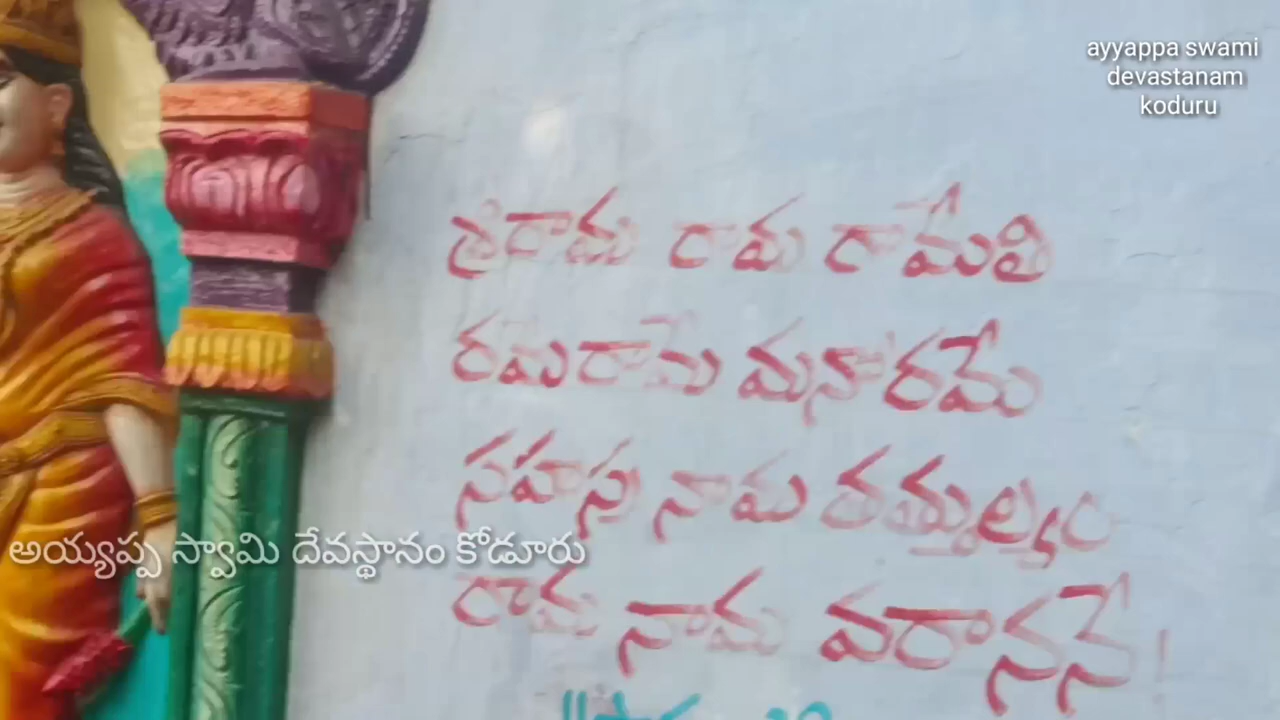 ayyappa swami
devastanam
koduru
శ్రీరామ రామ రామేతి
రమేరామే మనోరమే
సహస్ర నామ తత్తుల్యం
అయ్యప్ప స్వామి దేవస్థానం కోడూరు
రామ నామ వరాననే!